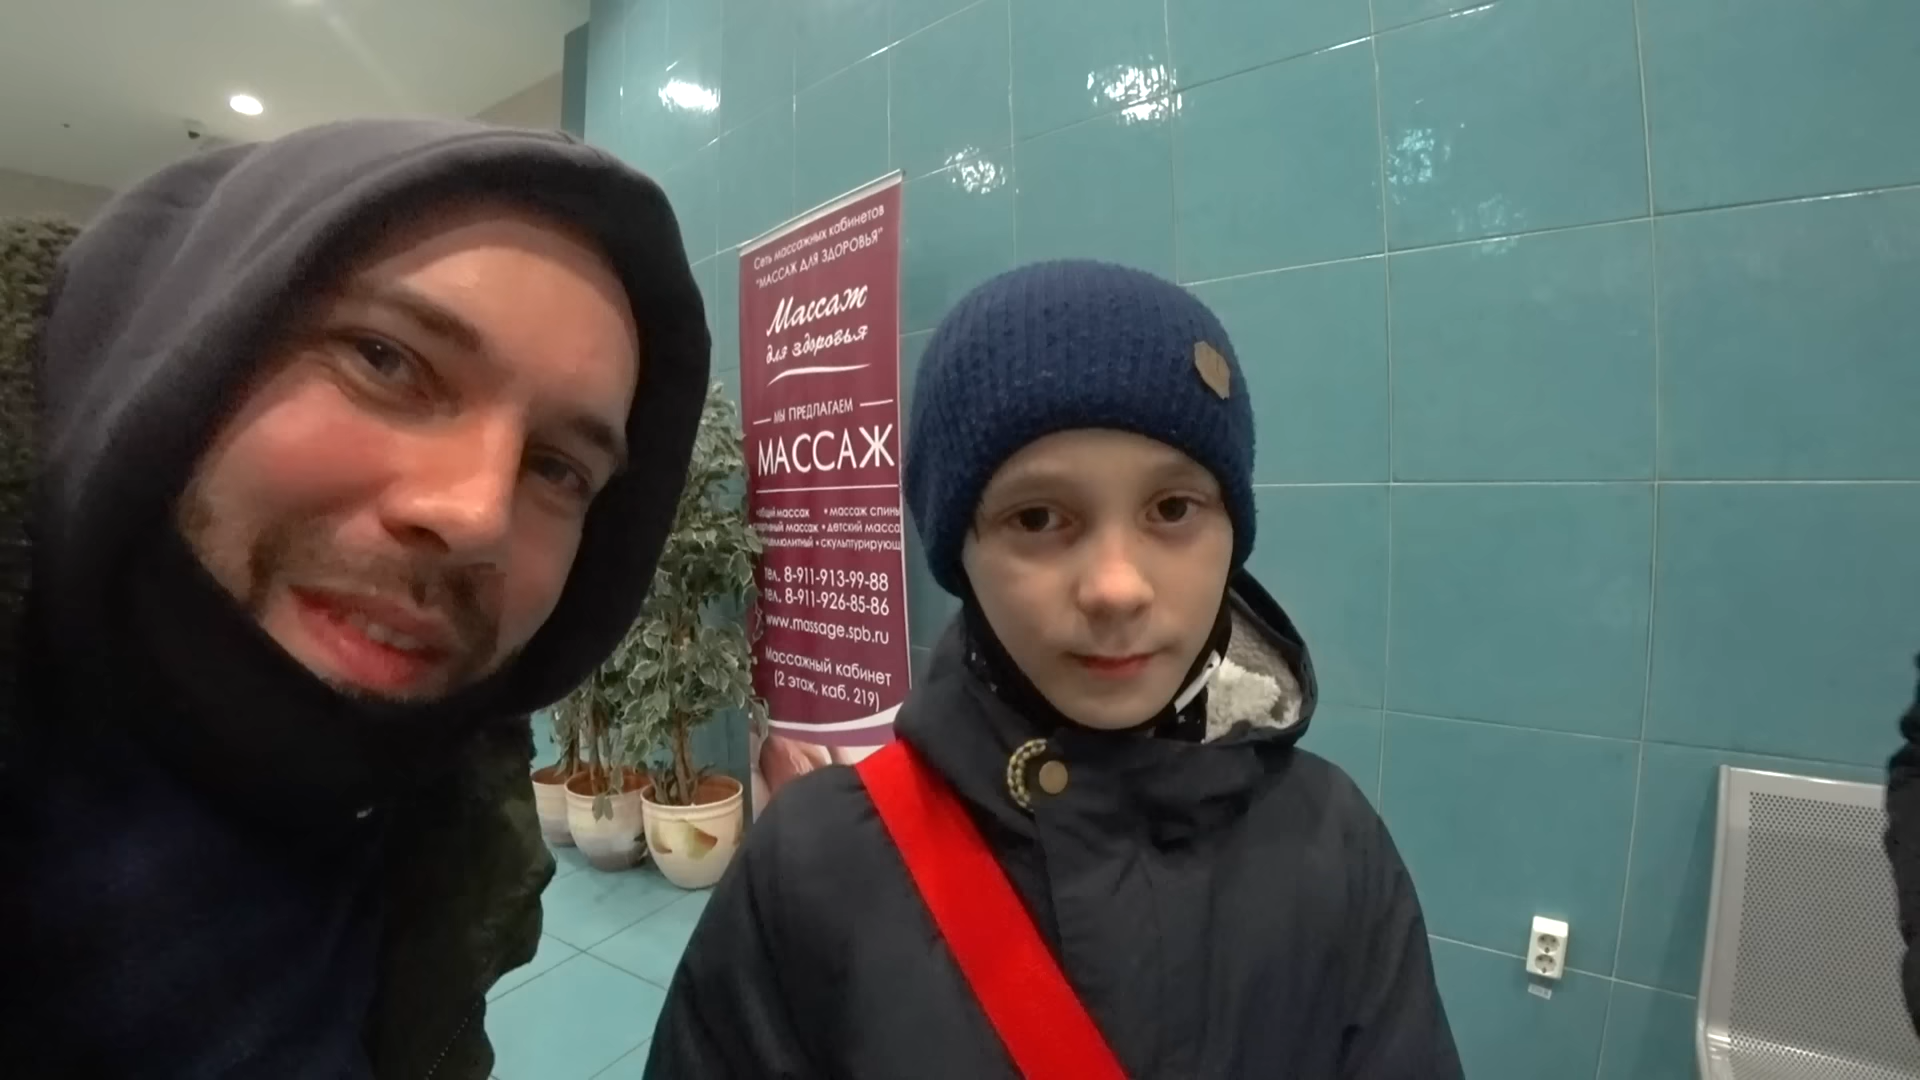 Сеть массажных кабинетов
"МАССАЖ ДЛЯ ЗДОРОВЬЯ"
Массаж
для здоровья
МЫ ПРЕДЛАГАЕМ
МАССАЖ
общий массаж • массаж спины
массаж • детский масса
• скульптурирующ
тел. 8-911-913-99-88
тел. 8-911-926-85-86
www.massage.spb.ru
Массажный кабинет
(2 этаж, каб. 219)